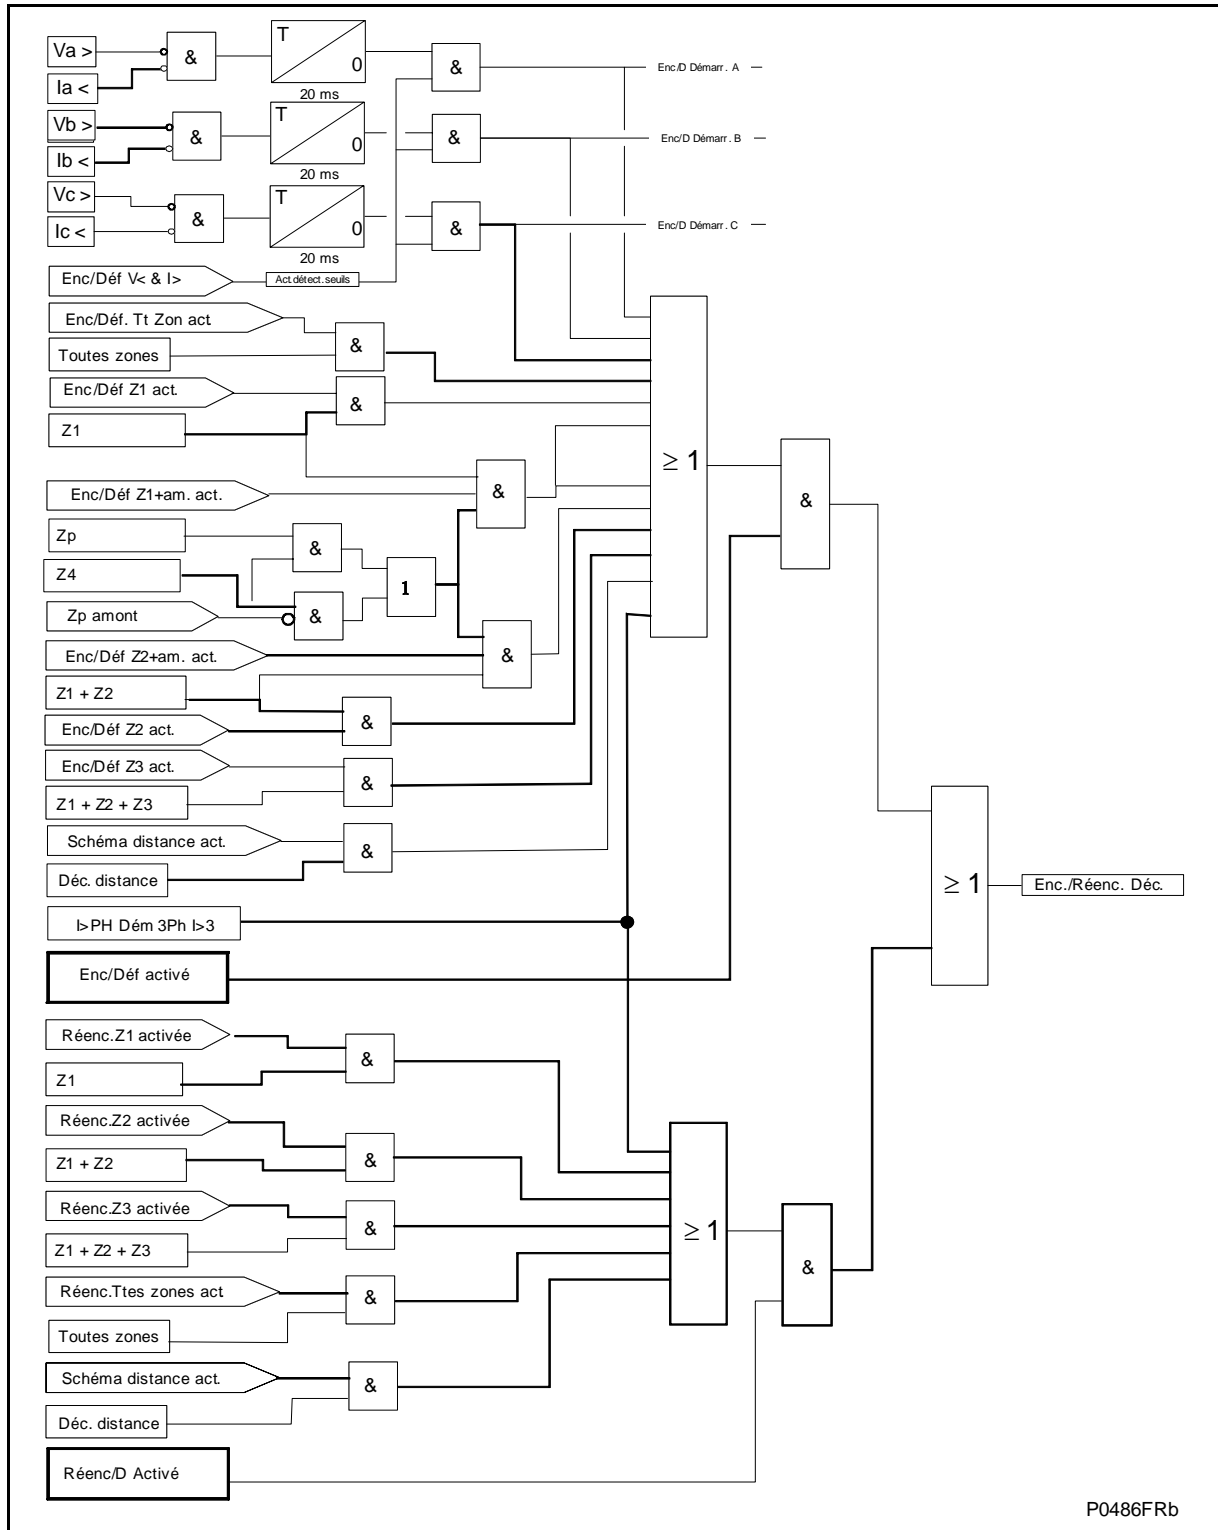 Va >
Ia <
&
T
0
20 ms
&
Enc/D Démarr. A
Vb >
Ib <
&
T
0
20 ms
&
Enc/D Démarr. B
Vc >
Ic <
&
T
0
20 ms
&
Enc/D Démarr. C
Enc/Déf V< & I>
Act.détect.seuils
Enc/Déf. Tt Zon act.
Toutes zones
&
Enc/Déf Z1 act.
Z1
&
Enc/Déf Z1+am. act.
&
Zp
&
Z4
&
Zp amont
1
Enc/Déf Z2+am. act.
&
Z1 + Z2
&
Enc/Déf Z2 act.
Enc/Déf Z3 act.
&
Z1 + Z2 + Z3
Schéma distance act.
&
Déc. distance
I>PH Dém 3Ph I>3
Enc/Déf activé
≥ 1
&
≥ 1
Enc./Réenc. Déc.
Réenc.Z1 activée
&
Z1
Réenc.Z2 activée
&
Z1 + Z2
Réenc.Z3 activée
&
Z1 + Z2 + Z3
Réenc.Ttes zones act
&
Toutes zones
Schéma distance act.
&
Déc. distance
Réenc/D Activé
≥ 1
&
P0486FRb